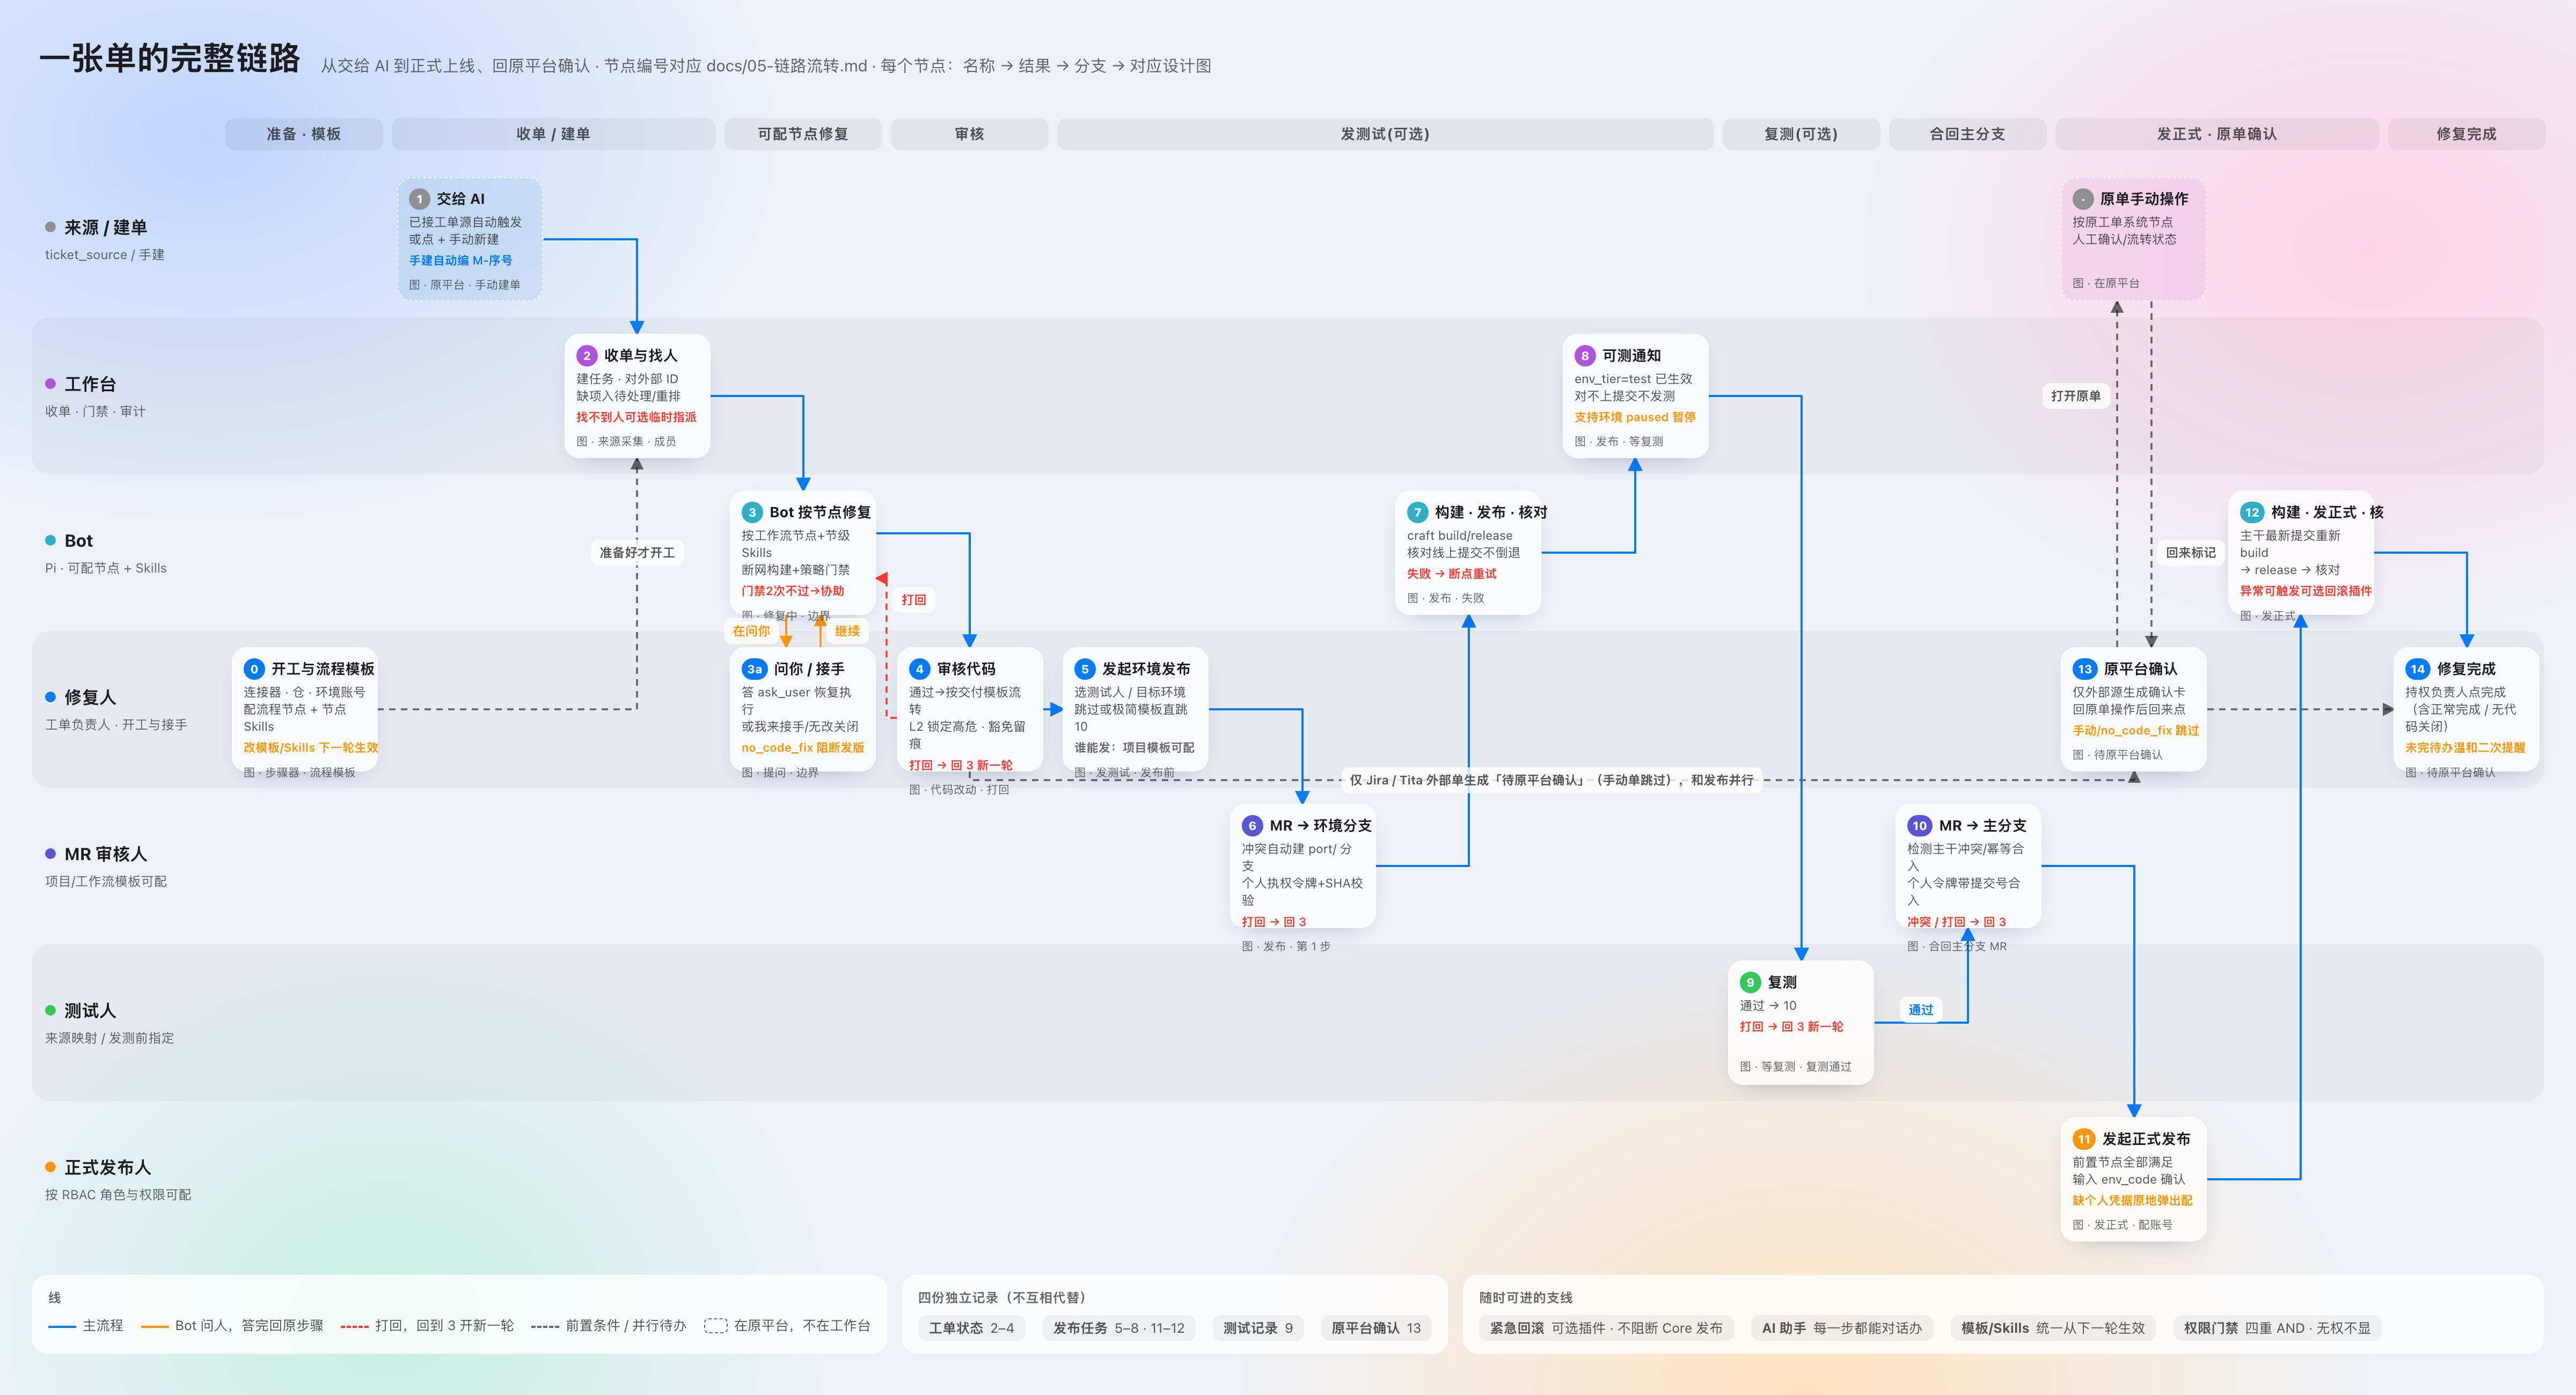 一张单的完整链路
从交给 AI 到正式上线、回原平台确认 · 节点编号对应 docs/05-链路流转.md · 每个节点：名称 → 结果 → 分支 → 对应设计图
准备 · 模板
收单 / 建单
可配节点修复
审核
发测试(可选)
复测(可选)
合回主分支
发正式 · 原单确认
修复完成
来源 / 建单
ticket_source / 手建
1 交给 AI
已接工单源自动触发
或点 + 手动新建
手建自动编 M-序号
图 · 原平台 · 手动建单
· 原单手动操作
按原工单系统节点
人工确认/流转状态
图 · 在原平台
工作台
收单 · 门禁 · 审计
2 收单与找人
建任务 · 对外部 ID
缺项入待处理/重排
找不到人可选临时指派
图 · 来源采集 · 成员
8 可测通知
env_tier=test 已生效
对不上提交不发测
支持环境 paused 暂停
图 · 发布 · 等复测
打开原单
Bot
Pi · 可配节点 + Skills
准备好才开工
3 Bot 按节点修复
按工作流节点+节级
Skills
断网构建+策略门禁
门禁2次不过→协助
图 · 修复中 · 边界
打回
在问你
继续
7 构建 · 发布 · 核对
craft build/release
核对线上提交不倒退
失败 → 断点重试
图 · 发布 · 失败
回来标记
12 构建 · 发正式 · 核
主干最新提交重新
build
→ release → 核对
异常可触发可选回滚插件
图 · 发正式
修复人
工单负责人 · 开工与接手
0 开工与流程模板
连接器 · 仓 · 环境账号
配流程节点 + 节点
Skills
改模板/Skills 下一轮生效
图 · 步骤器 · 流程模板
3a 问你 / 接手
答 ask_user 恢复执
行
或我来接手/无改关闭
no_code_fix 阻断发版
图 · 提问 · 边界
4 审核代码
通过→按交付模板流
转
L2 锁定高危 · 豁免留
痕
打回 → 回 3 新一轮
图 · 代码改动 · 打回
5 发起环境发布
选测试人 / 目标环境
跳过或极简模板直跳
10
谁能发：项目模板可配
图 · 发测试 · 发布前
仅 Jira / Tita 外部单生成「待原平台确认」（手动单跳过），和发布并行
13 原平台确认
仅外部源生成确认卡
回原单操作后回来点
手动/no_code_fix 跳过
图 · 待原平台确认
14 修复完成
持权负责人点完成
（含正常完成 / 无代
码关闭）
未完待办温和二次提醒
图 · 待原平台确认
MR 审核人
项目/工作流模板可配
6 MR → 环境分支
冲突自动建 port/ 分
支
个人执权令牌+SHA校
验
打回 → 回 3
图 · 发布 · 第 1 步
10 MR → 主分支
检测主干冲突/幂等合
入
个人令牌带提交号合
入
冲突 / 打回 → 回 3
图 · 合回主分支 MR
测试人
来源映射 / 发测前指定
9 复测
通过 → 10
打回 → 回 3 新一轮
图 · 等复测 · 复测通过
通过
正式发布人
按 RBAC 角色与权限可配
11 发起正式发布
前置节点全部满足
输入 env_code 确认
缺个人凭据原地弹出配
图 · 发正式 · 配账号
线
主流程
Bot 问人，答完回原步骤
打回，回到 3 开新一轮
前置条件 / 并行待办
在原平台，不在工作台
四份独立记录（不互相代替）
工单状态 2–4
发布任务 5–8 · 11–12
测试记录 9
原平台确认 13
随时可进的支线
紧急回滚 可选插件 · 不阻断 Core 发布
AI 助手 每一步都能对话办
模板/Skills 统一从下一轮生效
权限门禁 四重 AND · 无权不显